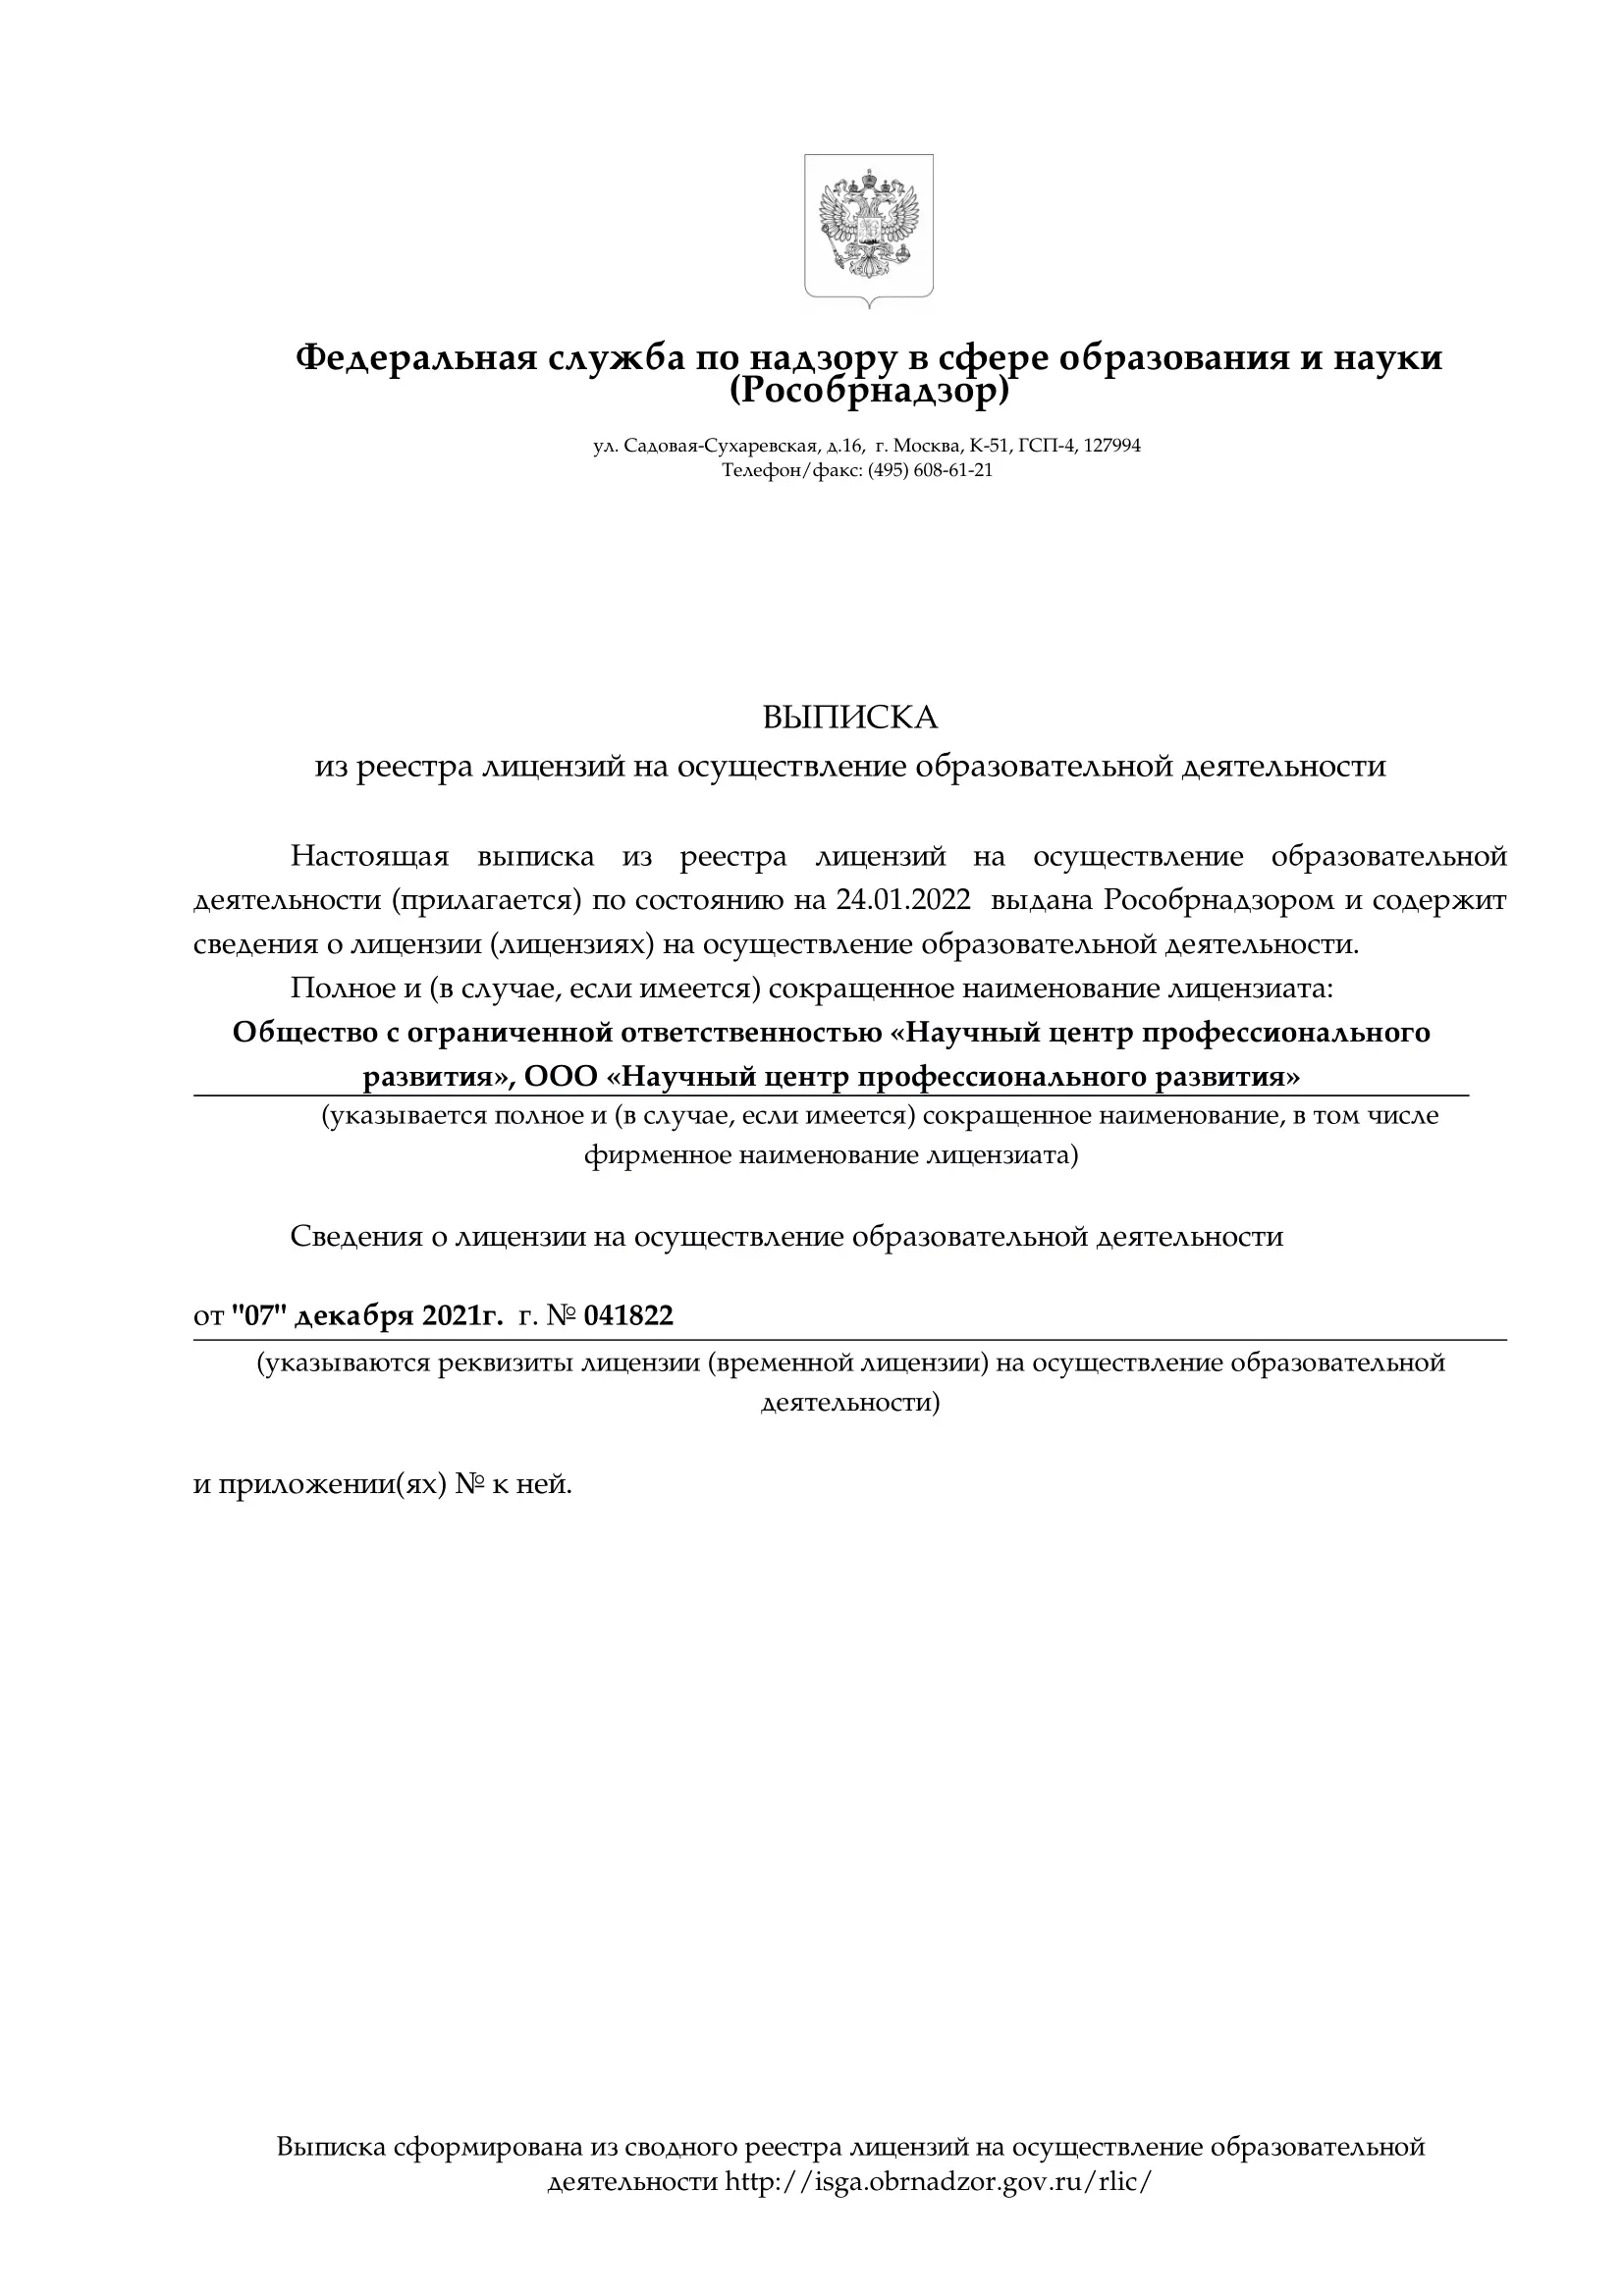 Федеральная служба по надзору в сфере образования и науки
(Рособрнадзор)
ул. Садовая-Сухаревская, д.16, г. Москва, К-51, ГСП-4, 127994
Телефон/факс: (495) 608-61-21
ВЫПИСКА
из реестра лицензий на осуществление образовательной деятельности
Настоящая выписка из реестра лицензий на осуществление образовательной
деятельности (прилагается) по состоянию на 24.01.2022 выдана Рособрнадзором и содержит
сведения о лицензии (лицензиях) на осуществление образовательной деятельности.
Полное и (в случае, если имеется) сокращенное наименование лицензиата:
Общество с ограниченной ответственностью «Научный центр профессионального
развития», ООО «Научный центр профессионального развития»
(указывается полное и (в случае, если имеется) сокращенное наименование, в том числе
фирменное наименование лицензиата)
Сведения о лицензии на осуществление образовательной деятельности
от "07" декабря 2021г. г. № 041822
(указываются реквизиты лицензии (временной лицензии) на осуществление образовательной
деятельности)
и приложении(ях) № к ней.
Выписка сформирована из сводного реестра лицензий на осуществление образовательной
деятельности http://isga.obrnadzor.gov.ru/rlic/